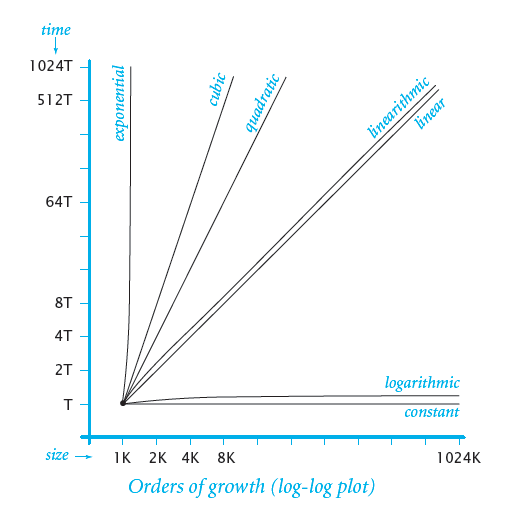 time
1024T
512T
64T
8T
4T
2T
T
exponential
cubic
quadratic
linearithmic
linear
logarithmic
constant
size
1K 2K 4K 8K 1024K
Orders of growth (log-log plot)